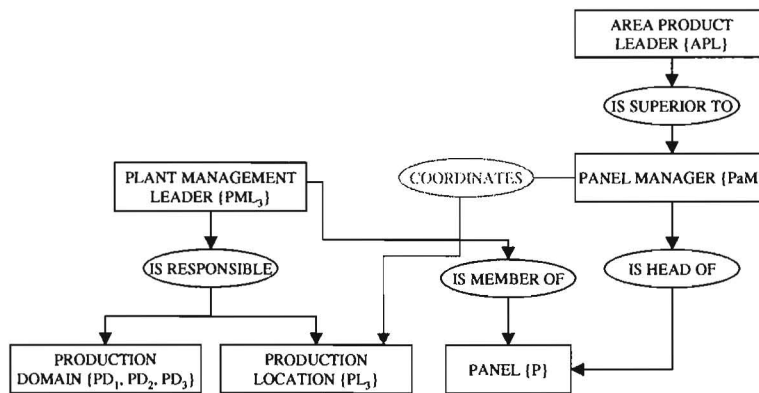 AREA PRODUCT
LEADER {APL}
IS SUPERIOR TO
PLANT MANAGEMENT
LEADER {PML₃}
COORDINATES
PANEL MANAGER {PaM
IS RESPONSIBLE
IS MEMBER OF
IS HEAD OF
PRODUCTION
DOMAIN {PD₁, PD₂, PD₃}
PRODUCTION
LOCATION {PL₃}
PANEL {P}